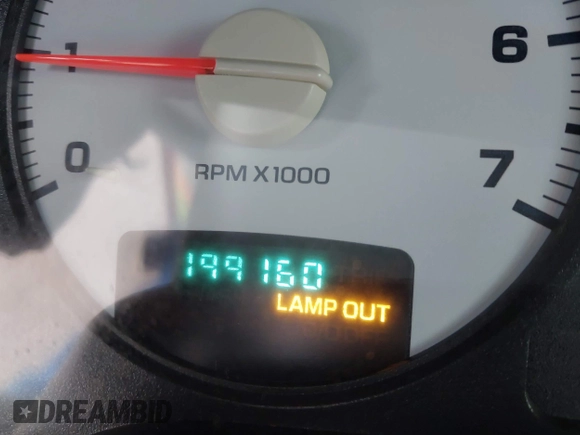 6
1
0
7
RPM X1000
199160
LAMP OUT
DREAMBID